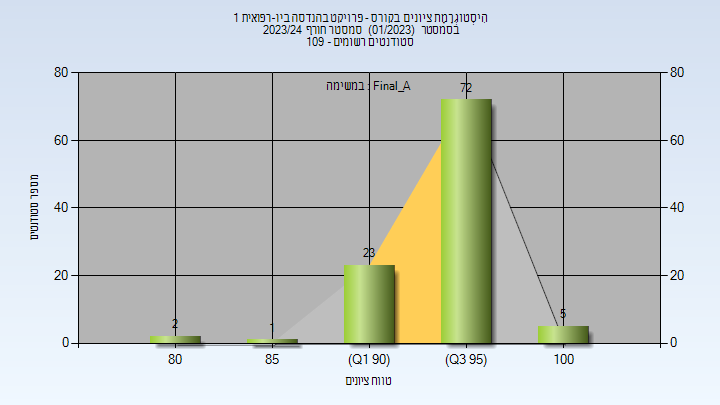 היסטוגרמת ציונים בקורס - פרויקט בהנדסה ביו-רפואית 1
בסמסטר (01/2023) סמסטר חורף 2023/24
סטודנטים רשומים - 109
במשימה : Final_A
80 80
72
60 60
40 40
23
20 20
2 1 5
0 0
80 85 (Q1 90) (Q3 95) 100
מספר סטודנטים
טווח ציונים